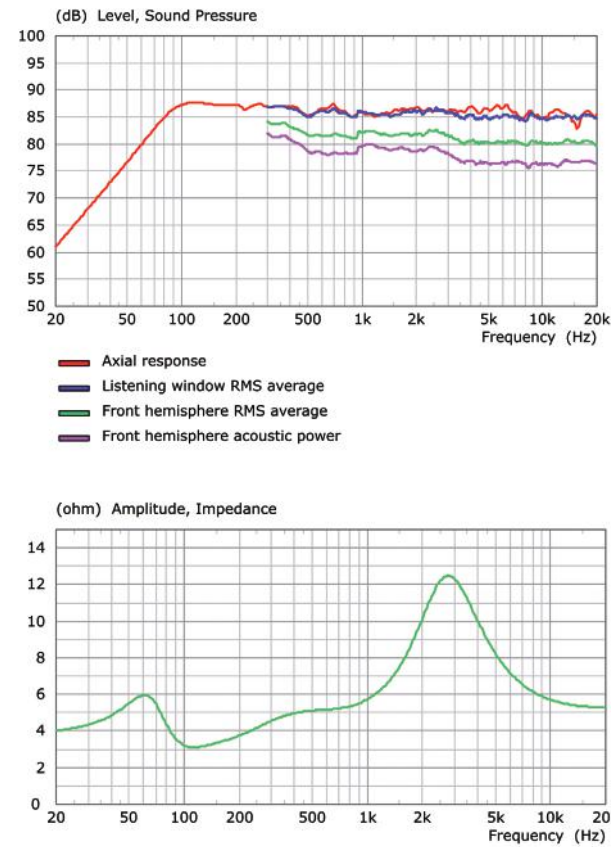 (dB) Level, Sound Pressure
100
95
90
85
80
75
70
65
60
55
50
20 50 100 200 500 1k 2k 5k 10k 20k
Frequency (Hz)
Axial response
Listening window RMS average
Front hemisphere RMS average
Front hemisphere acoustic power
(ohm) Amplitude, Impedance
14
12
10
8
6
4
2
0
20 50 100 200 500 1k 2k 5k 10k 20
Frequency (Hz)